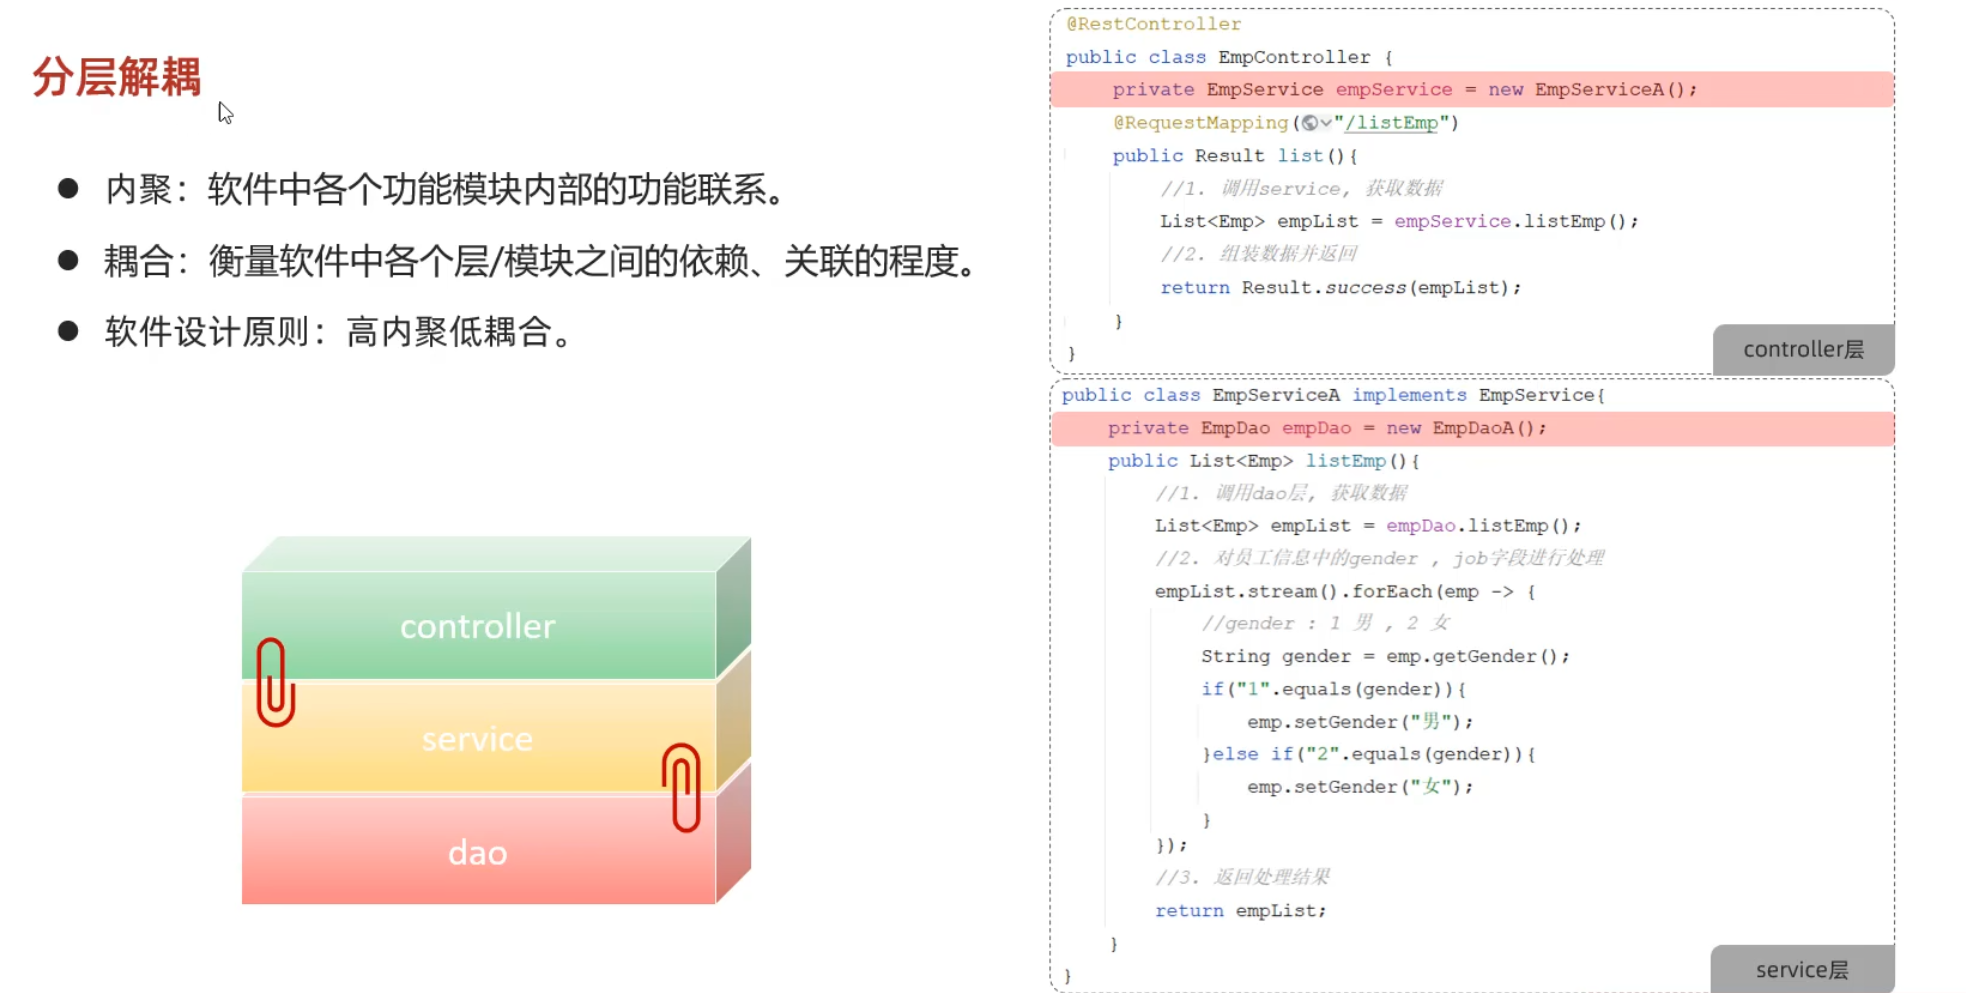 分层解耦
● 内聚：软件中各个功能模块内部的功能联系。
● 耦合：衡量软件中各个层/模块之间的依赖、关联的程度。
● 软件设计原则：高内聚低耦合。
controller
service
dao
@RestController
public class EmpController {
private EmpService empService = new EmpServiceA();
@RequestMapping("/listEmp")
public Result list(){
//1. 调用service, 获取数据
List<Emp> empList = empService.listEmp();
//2. 组装数据并返回
return Result.success(empList);
}
}
controller层
public class EmpServiceA implements EmpService{
private EmpDao empDao = new EmpDaoA();
public List<Emp> listEmp(){
//1. 调用dao层, 获取数据
List<Emp> empList = empDao.listEmp();
//2. 对员工信息中的gender , job字段进行处理
empList.stream().forEach(emp -> {
//gender : 1 男 , 2 女
String gender = emp.getGender();
if("1".equals(gender)){
emp.setGender("男");
}else if("2".equals(gender)){
emp.setGender("女");
}
});
//3. 返回处理结果
return empList;
}
}
service层